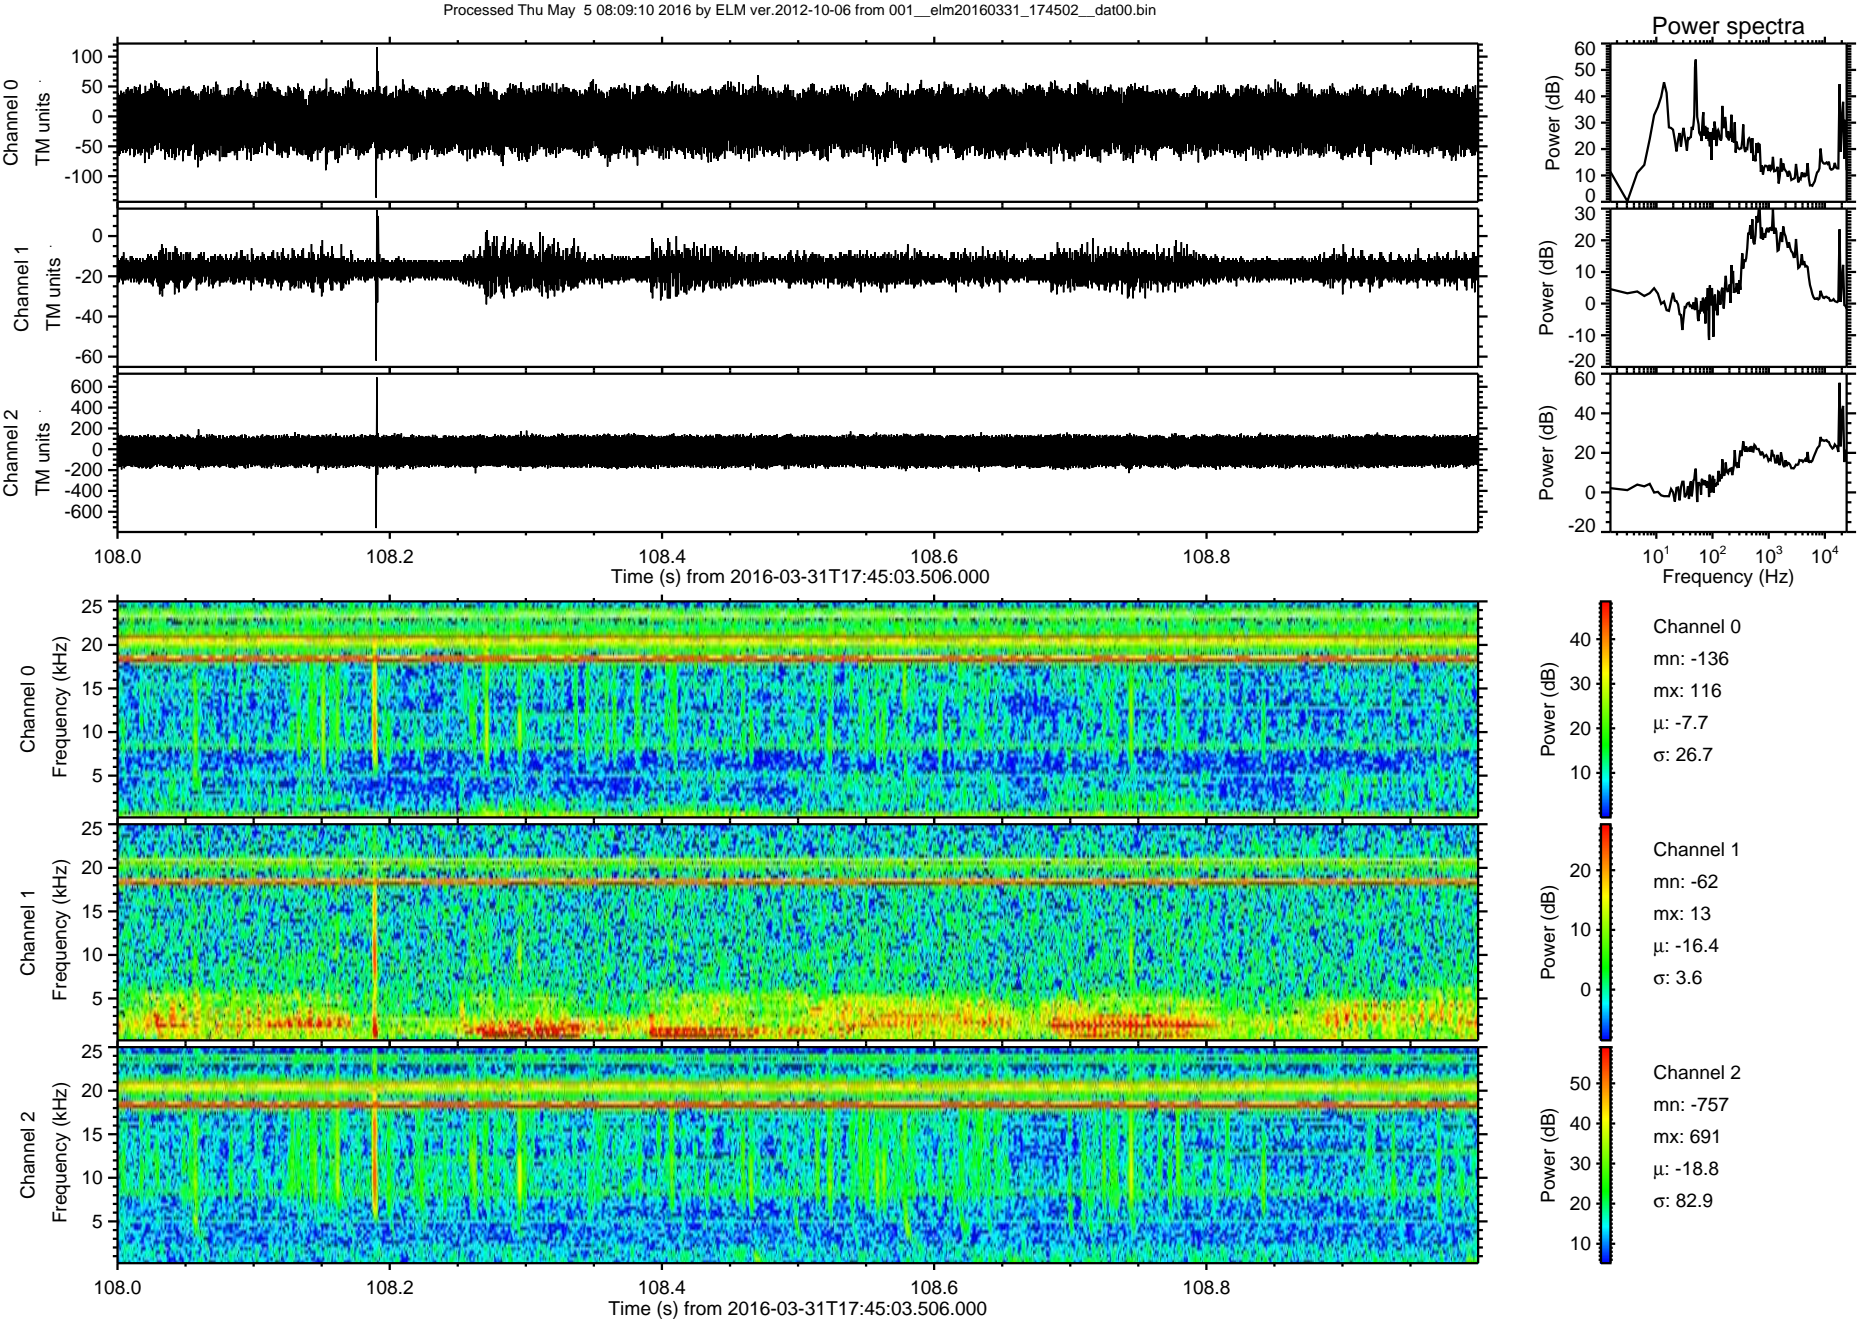 Processed Thu May  5 08:09:10 2016 by ELM ver.2012-10-06 from 001__elm20160331_174502__dat00.bin
Power spectra
Channel 0
TM units
100
50
0
-50
-100
Power (dB)
60
50
40
30
20
10
0
Channel 1
TM units
0
-20
-40
-60
Power (dB)
30
20
10
0
-10
-20
Channel 2
TM units
600
400
200
0
-200
-400
-600
Power (dB)
60
40
20
0
-20
108.0 108.2 108.4 108.6 108.8
Time (s) from 2016-03-31T17:45:03.506.000
10¹ 10² 10³ 10⁴
Frequency (Hz)
Channel 0
Frequency (kHz)
25
20
15
10
5
Power (dB)
40
30
20
10
Channel 0
mn: -136
mx: 116
μ: -7.7
σ: 26.7
Channel 1
Frequency (kHz)
25
20
15
10
5
Power (dB)
20
10
0
Channel 1
mn: -62
mx: 13
μ: -16.4
σ: 3.6
Channel 2
Frequency (kHz)
25
20
15
10
5
Power (dB)
50
40
30
20
10
Channel 2
mn: -757
mx: 691
μ: -18.8
σ: 82.9
108.0 108.2 108.4 108.6 108.8
Time (s) from 2016-03-31T17:45:03.506.000